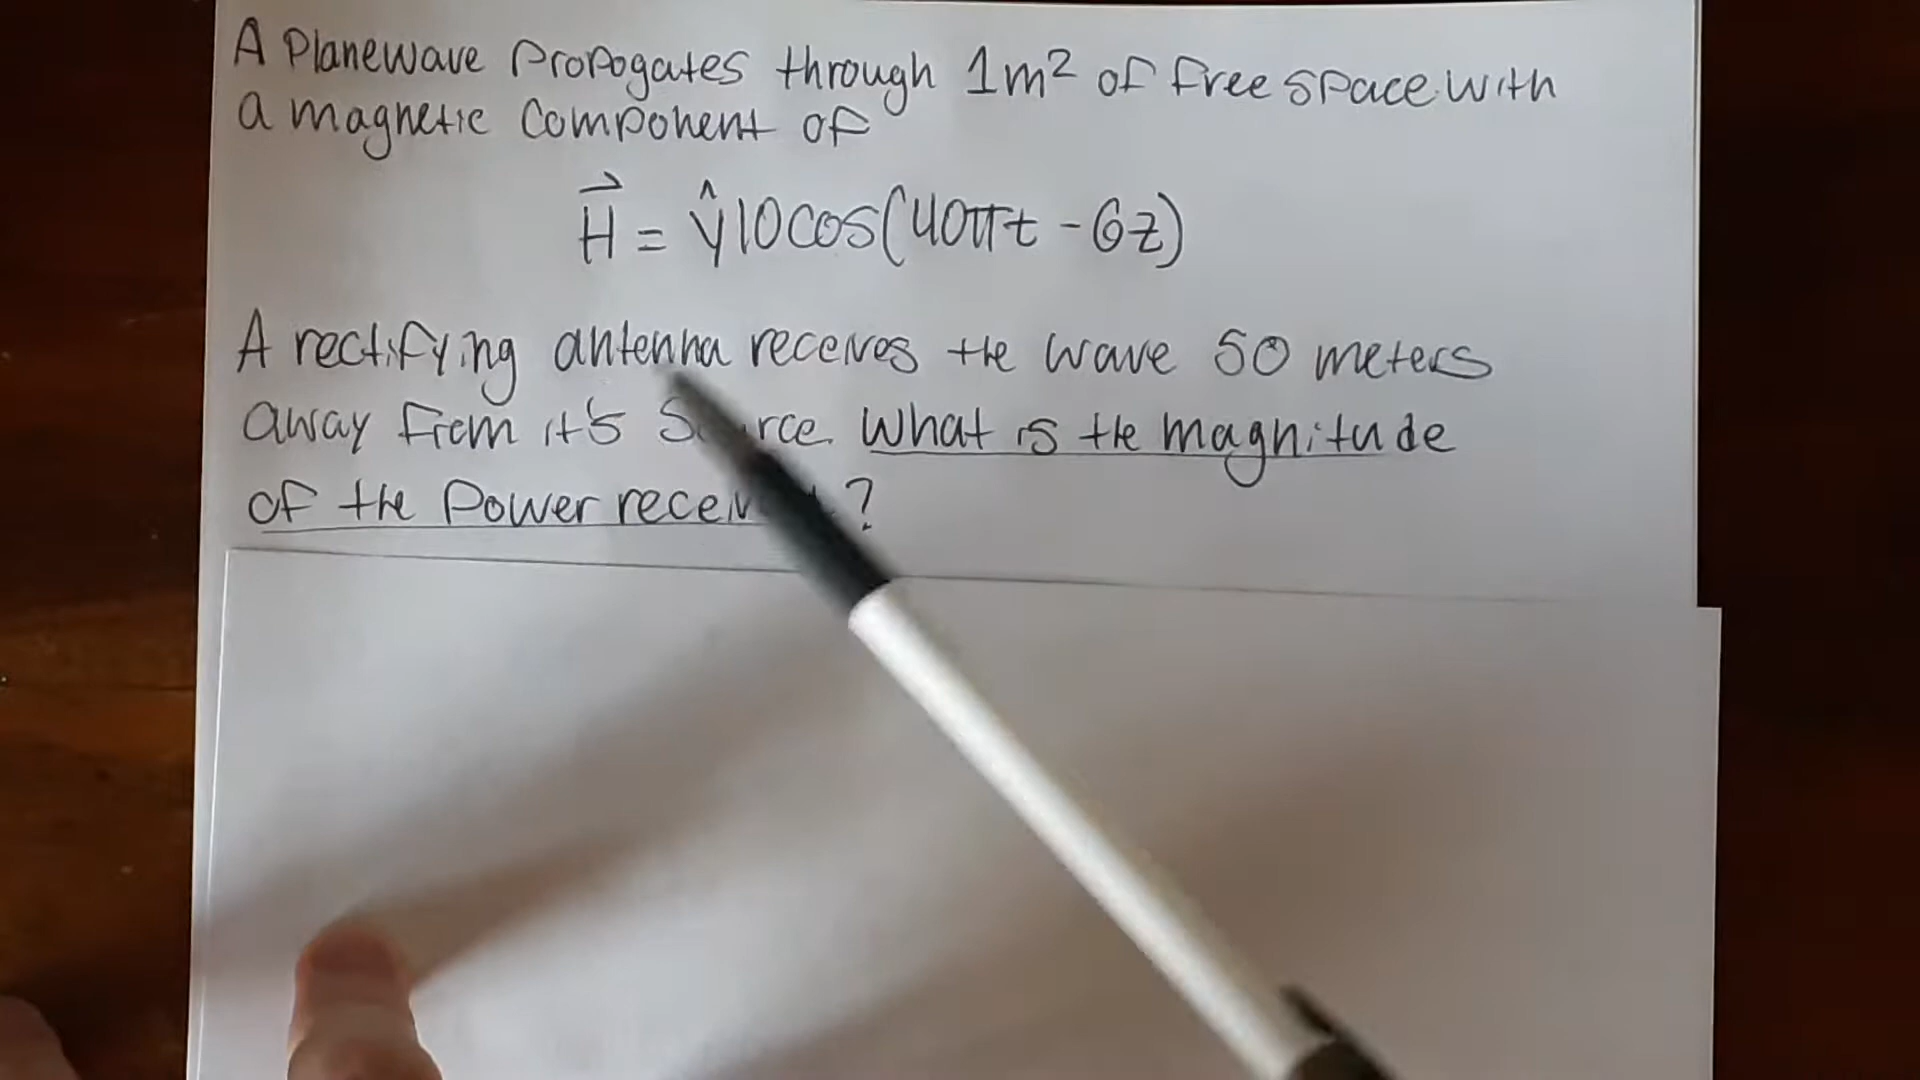 A Planewave Propogates through 1m² of free space with
a magnetic component of
H⃗ = ŷ10cos(40πt - 6z)
A rectifying antenna receives the wave 50 meters
away from it's What is the magnitude
of the Power ?